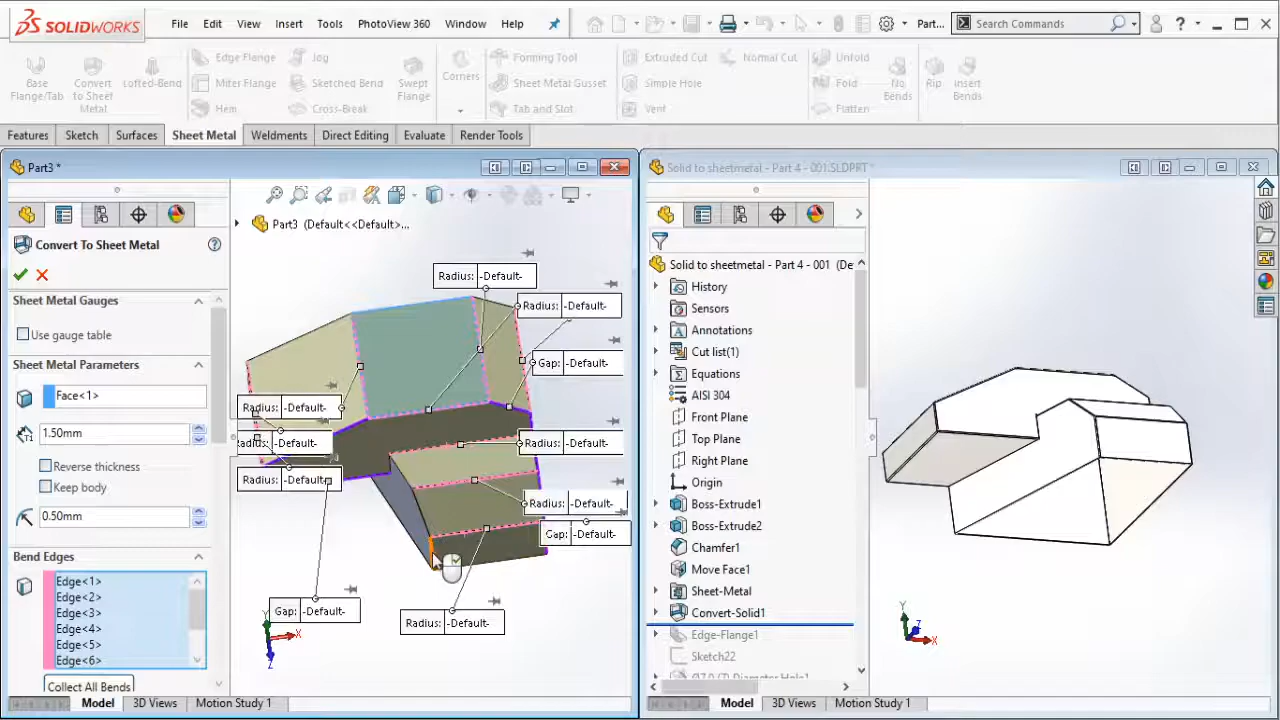 SOLIDWORKS File Edit View Insert Tools PhotoView 360 Window Help Part... Search Commands ?
Base Flange/Tab
Convert to Sheet Metal
Lofted-Bend
Edge Flange
Miter Flange
Hem
Jog
Sketched Bend
Cross-Break
Swept Flange
Corners
Forming Tool
Sheet Metal Gusset
Tab and Slot
Extruded Cut
Simple Hole
Vent
Normal Cut
Unfold
Fold
Flatten
No Bends
Rip
Insert Bends
Features Sketch Surfaces Sheet Metal Weldments Direct Editing Evaluate Render Tools
Part3 *
Part3 (Default<<Default>...
Convert To Sheet Metal
Sheet Metal Gauges
Use gauge table
Sheet Metal Parameters
Face<1>
1.50mm
Reverse thickness
Keep body
0.50mm
Bend Edges
Edge<1>
Edge<2>
Edge<3>
Edge<4>
Edge<5>
Edge<6>
Collect All Bends
Radius: -Default-
Radius: -Default-
Gap: -Default-
Radius: -Default-
-Default-
-Default-
Radius: -Default-
Radius: -Default-
Radius: -Default-
Gap: -Default-
Gap: -Default-
Radius: -Default-
Y
X
Z
Model 3D Views Motion Study 1
Solid to sheetmetal - Part 4 - 001.SLDPRT *
Solid to sheetmetal - Part 4 - 001 (De
History
Sensors
Annotations
Cut list(1)
Equations
AISI 304
Front Plane
Top Plane
Right Plane
Origin
Boss-Extrude1
Boss-Extrude2
Chamfer1
Move Face1
Sheet-Metal
Convert-Solid1
Edge-Flange1
Sketch22
Ø7.0 (7) Diameter Hole1
Y
Z
X
Model 3D Views Motion Study 1